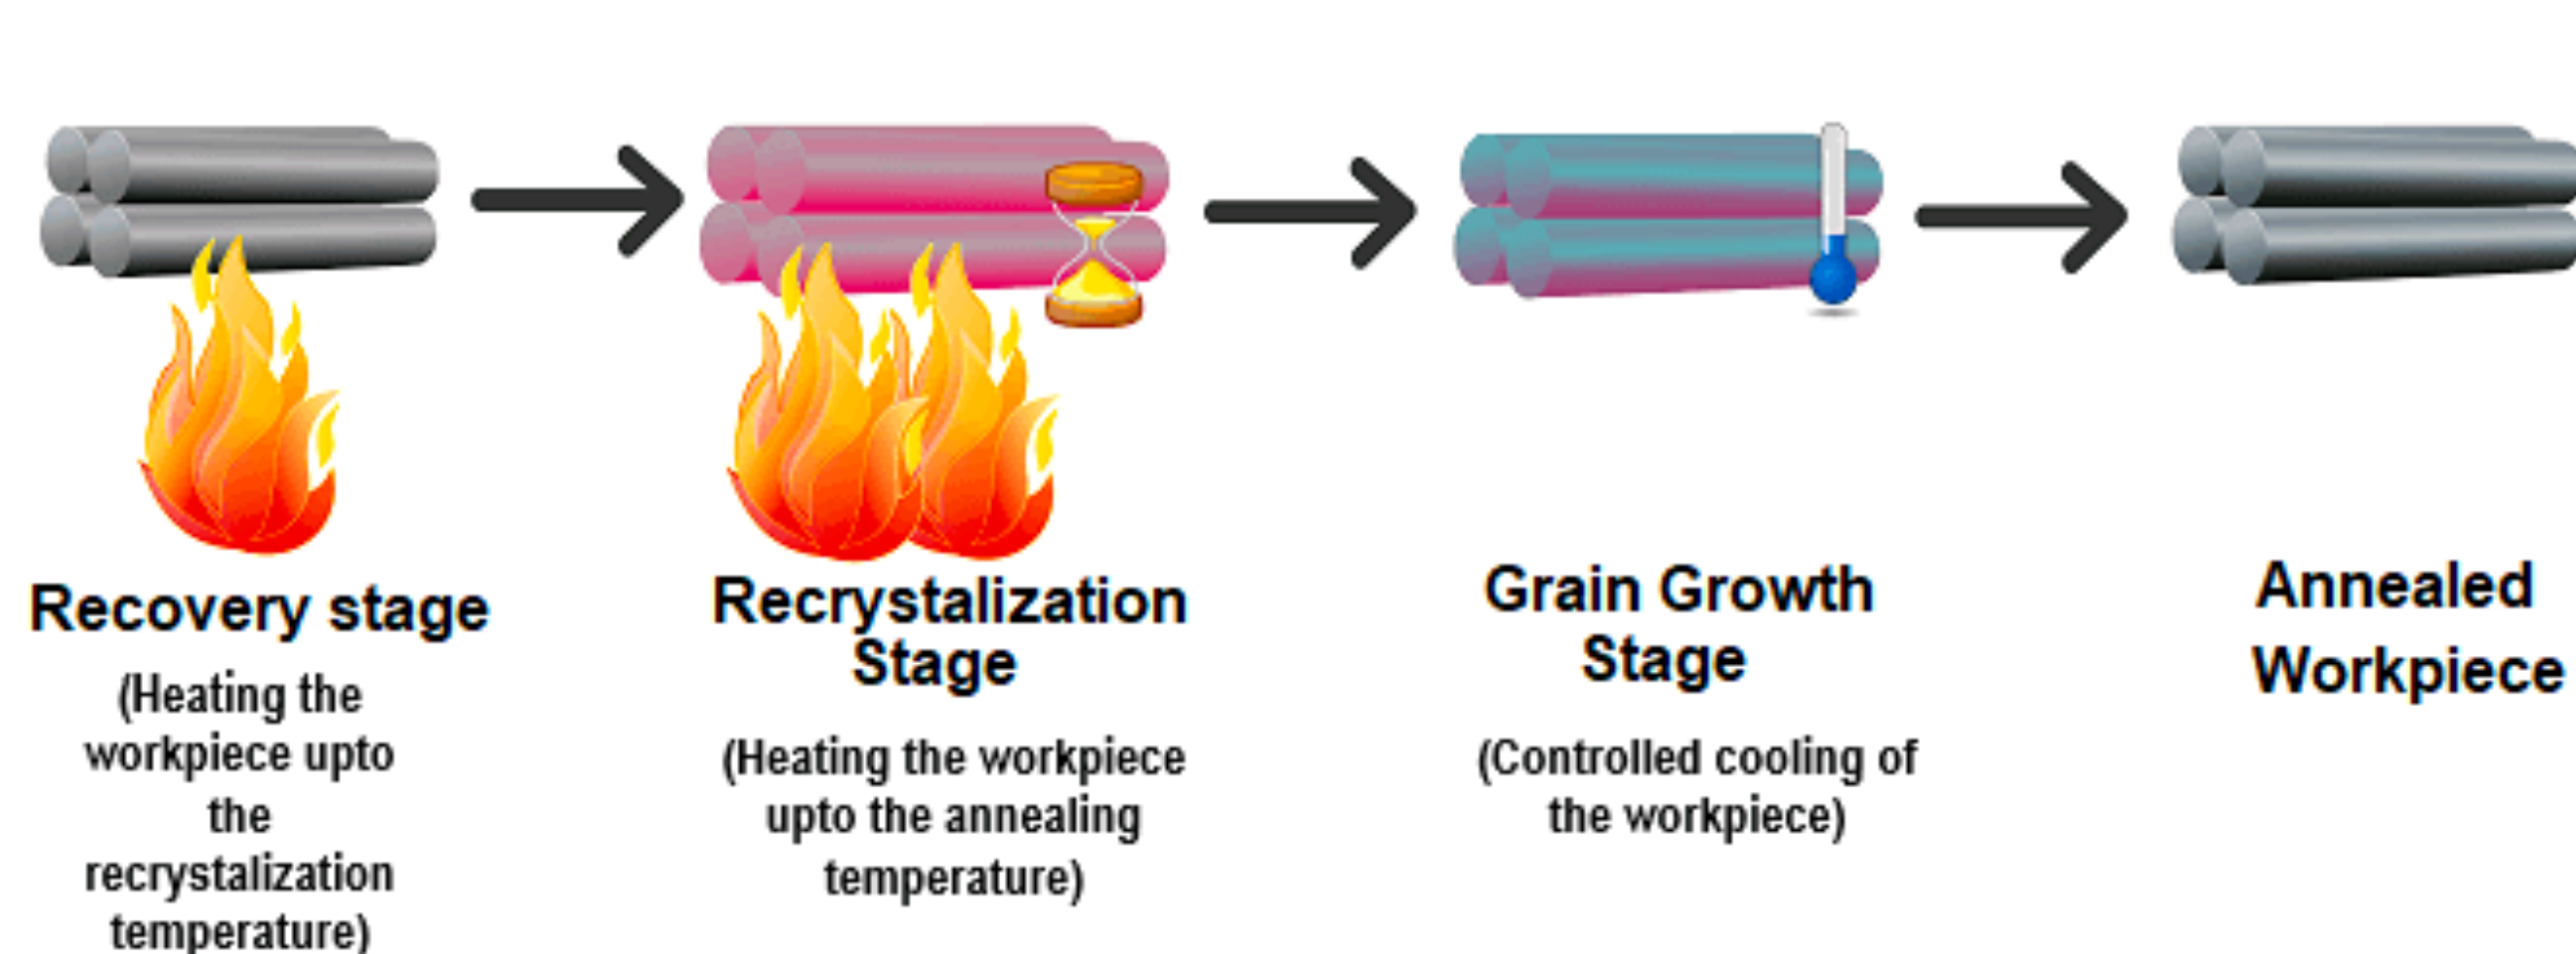 Recovery stage
(Heating the
workpiece upto
the
recrystalization
temperature)
Recrystalization
Stage
(Heating the workpiece
upto the annealing
temperature)
Grain Growth
Stage
(Controlled cooling of
the workpiece)
Annealed
Workpiece